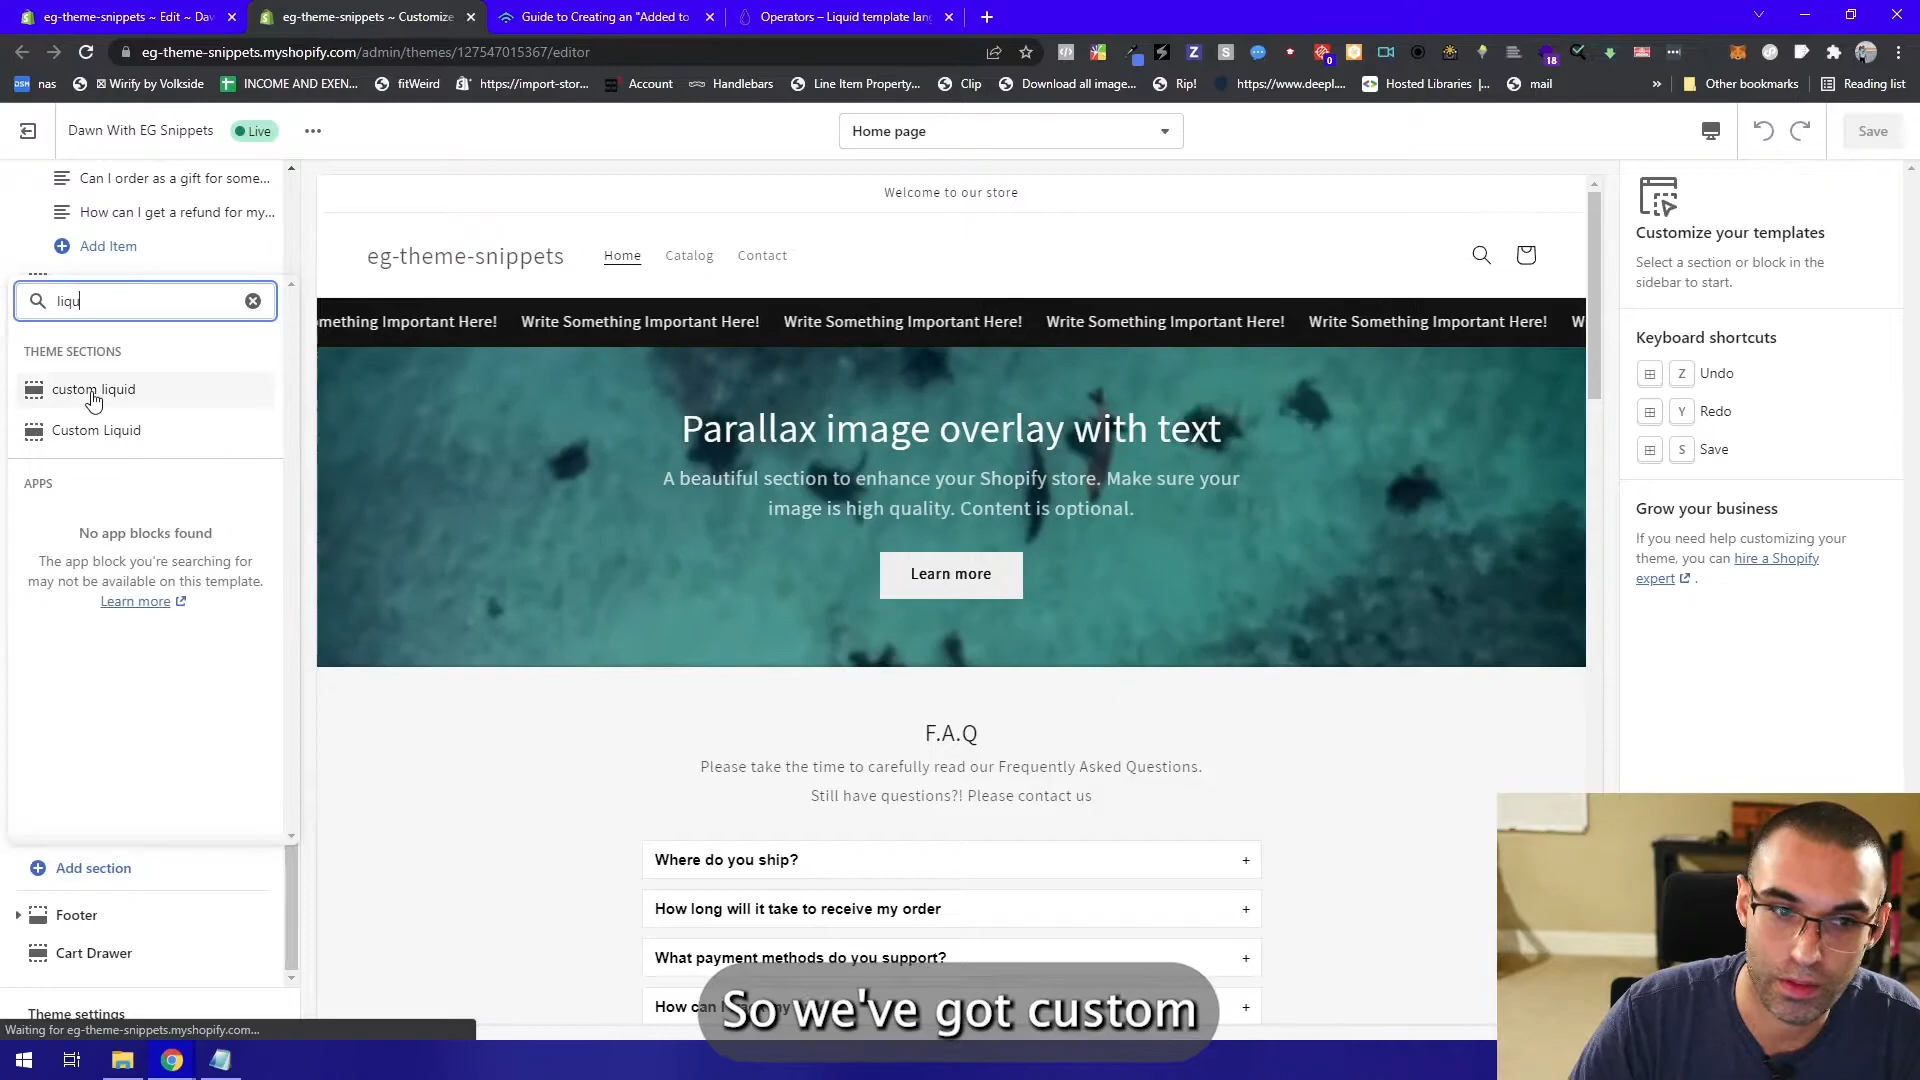 eg-theme-snippets ~ Edit ~ Daw
eg-theme-snippets ~ Customize
Guide to Creating an "Added to
Operators – Liquid template lang
eg-theme-snippets.myshopify.com/admin/themes/127547015367/editor
0
18
DSN
nas
Wirify by Volkside
INCOME AND EXEN...
fitWeird
https://import-stor...
Account
Handlebars
Line Item Property...
Clip
Download all image...
Rip!
https://www.deepl....
Hosted Libraries |...
mail
»
Other bookmarks
Reading list
Dawn With EG Snippets
Live
Home page
Save
Can I order as a gift for some...
How can I get a refund for my...
Add Item
liqu
THEME SECTIONS
custom liquid
Custom Liquid
APPS
No app blocks found
The app block you're searching for
may not be available on this template.
Learn more
Add section
Footer
Cart Drawer
Theme settings
Waiting for eg-theme-snippets.myshopify.com...
Welcome to our store
eg-theme-snippets
Home
Catalog
Contact
mething Important Here! Write Something Important Here! Write Something Important Here! Write Something Important Here! Write Something Important Here! W
Parallax image overlay with text
A beautiful section to enhance your Shopify store. Make sure your
image is high quality. Content is optional.
Learn more
F.A.Q
Please take the time to carefully read our Frequently Asked Questions.
Still have questions?! Please contact us
Where do you ship? +
How long will it take to receive my order +
What payment methods do you support? +
How can I +
So we've got custom
Customize your templates
Select a section or block in the
sidebar to start.
Keyboard shortcuts
Z Undo
Y Redo
S Save
Grow your business
If you need help customizing your
theme, you can hire a Shopify
expert .